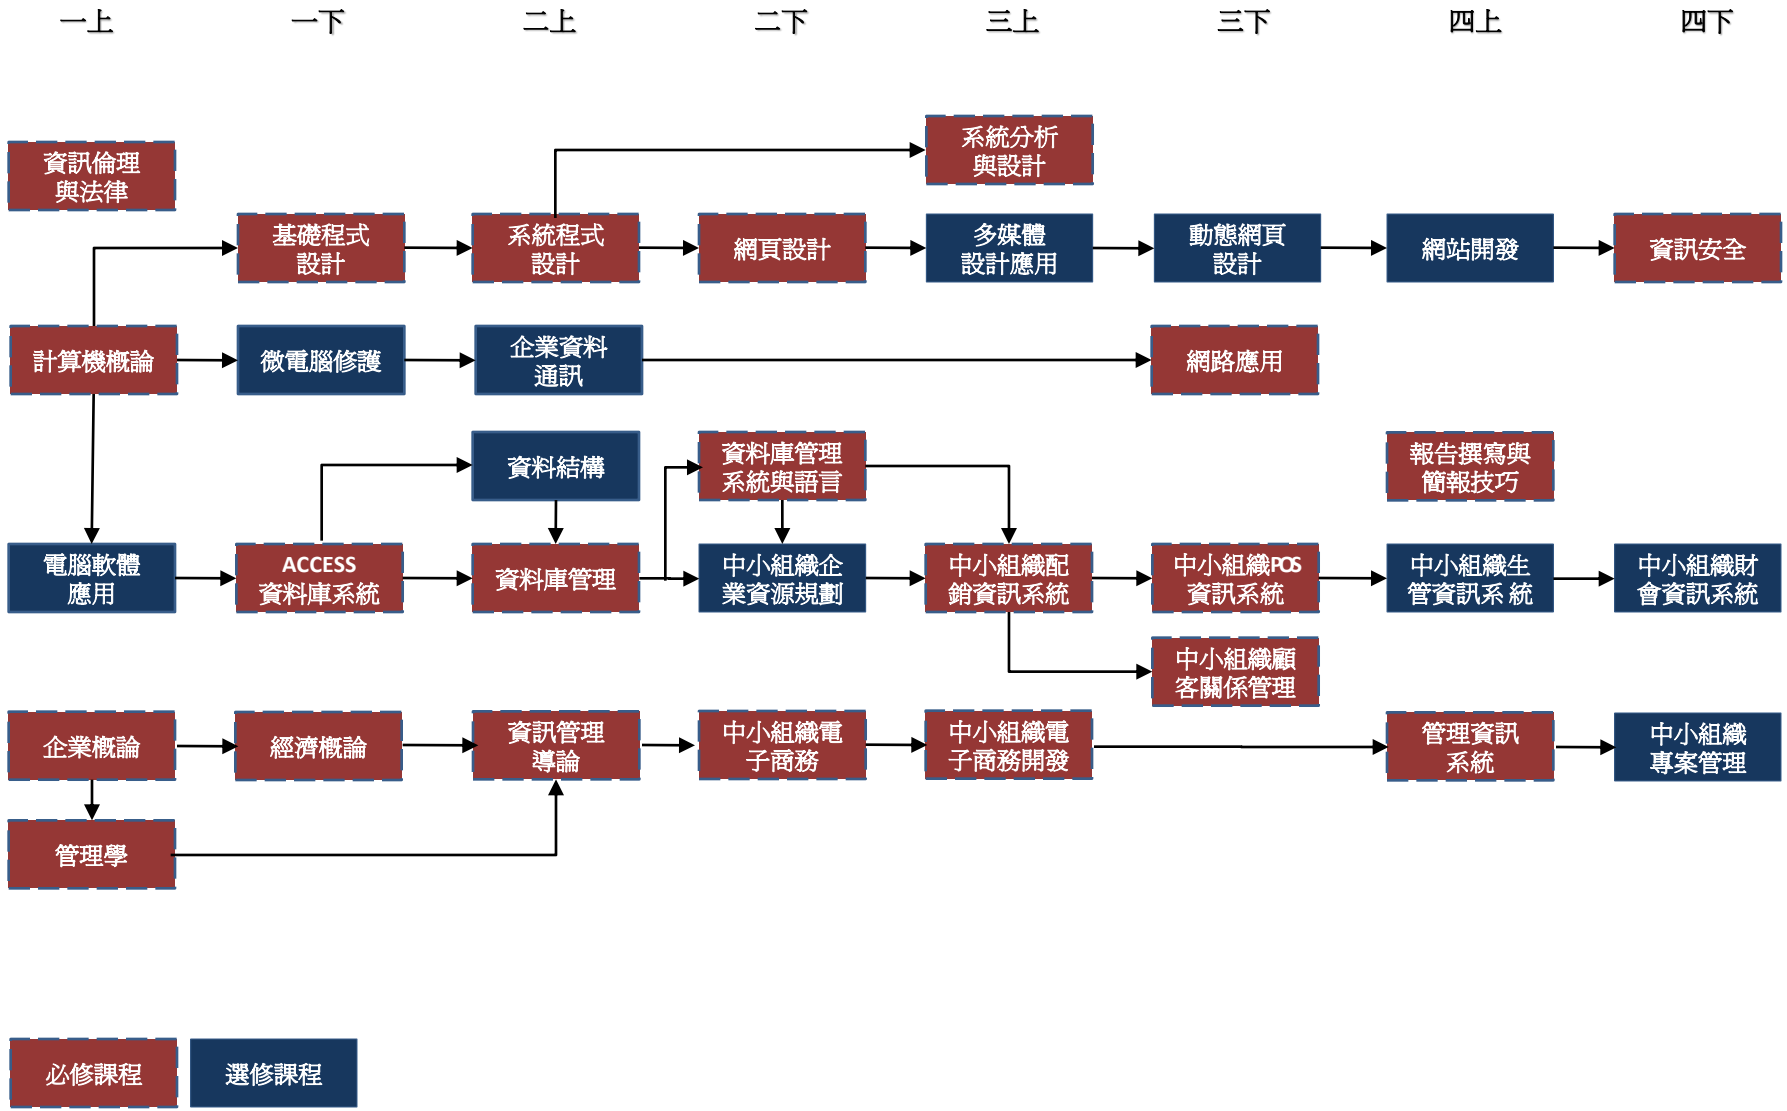 一上
一下
二上
二下
三上
三下
四上
四下
系統分析
與設計
資訊倫理
與法律
基礎程式
設計
系統程式
設計
網頁設計
多媒體
設計應用
動態網頁
設計
網站開發
資訊安全
計算機概論
微電腦修護
企業資料
通訊
網路應用
資料結構
資料庫管理
系統與語言
報告撰寫與
簡報技巧
電腦軟體
應用
ACCESS
資料庫系統
資料庫管理
中小組織企
業資源規劃
中小組織配
銷資訊系統
中小組織POS
資訊系統
中小組織生
管資訊系 統
中小組織財
會資訊系統
中小組織顧
客關係管理
企業概論
經濟概論
資訊管理
導論
中小組織電
子商務
中小組織電
子商務開發
管理資訊
系統
中小組織
專案管理
管理學
必修課程
選修課程